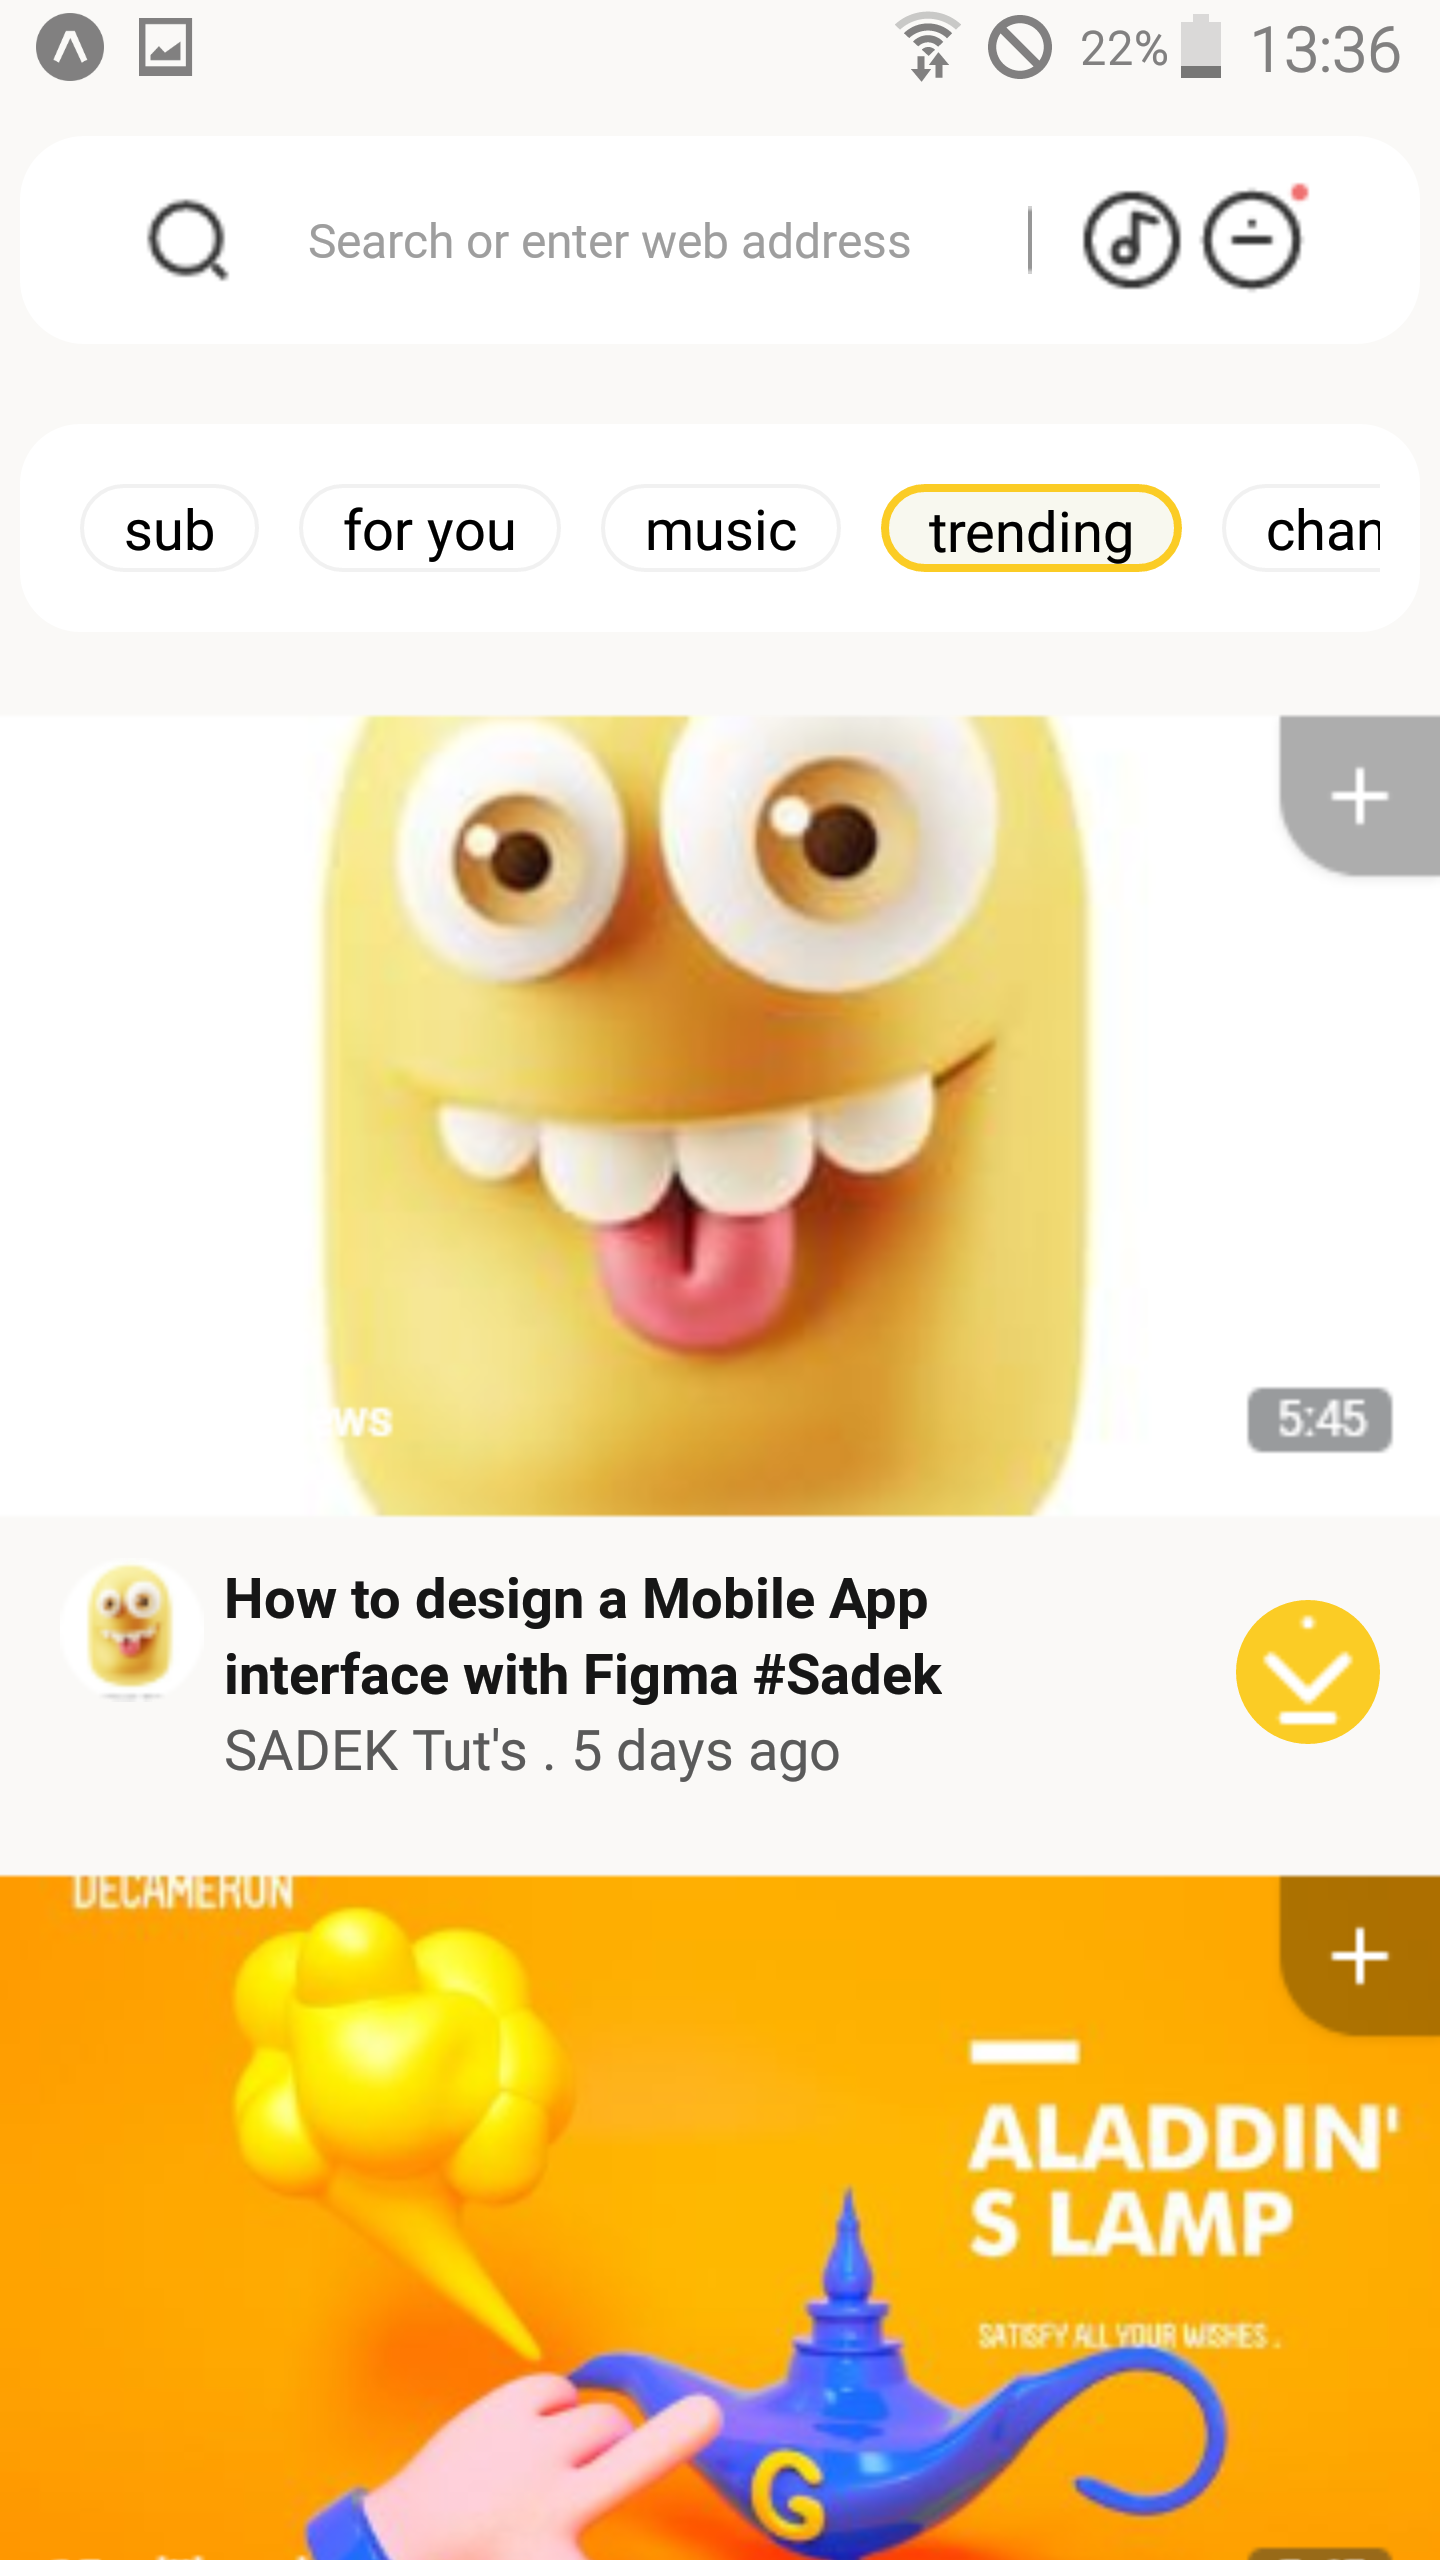 22% 13:36
Search or enter web address
sub for you music trending chan
ws
5:45
How to design a Mobile App
interface with Figma #Sadek
SADEK Tut's . 5 days ago
DECAMERON
ALADDIN'
S LAMP
SATISFY ALL YOUR WISHES .
G